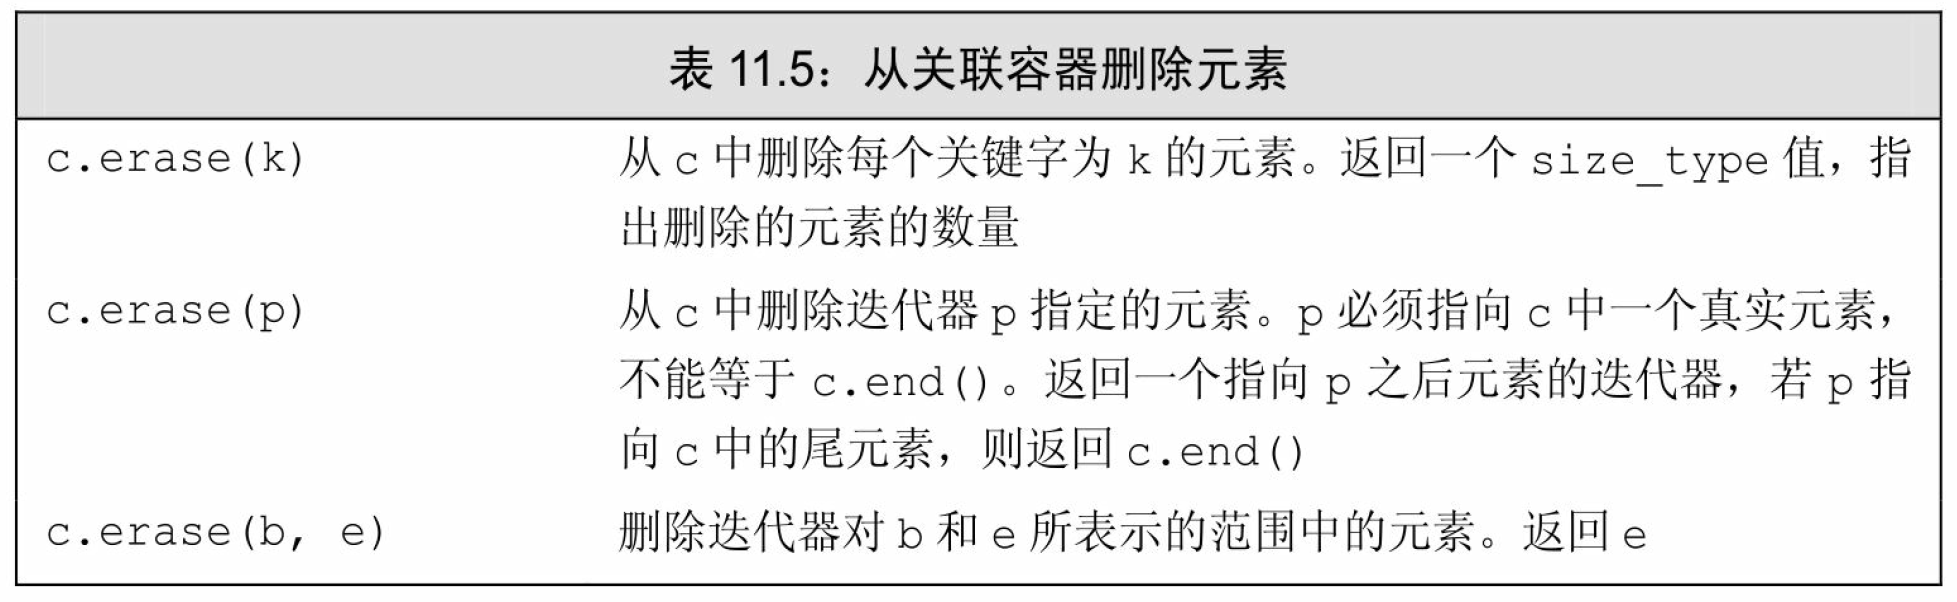 表 11.5：从关联容器删除元素
c.erase(k) 从 c 中删除每个关键字为 k 的元素。返回一个 size_type 值，指
出删除的元素的数量
c.erase(p) 从 c 中删除迭代器 p 指定的元素。p 必须指向 c 中一个真实元素，
不能等于 c.end()。返回一个指向 p 之后元素的迭代器，若 p 指
向 c 中的尾元素，则返回 c.end()
c.erase(b, e) 删除迭代器对 b 和 e 所表示的范围中的元素。返回 e